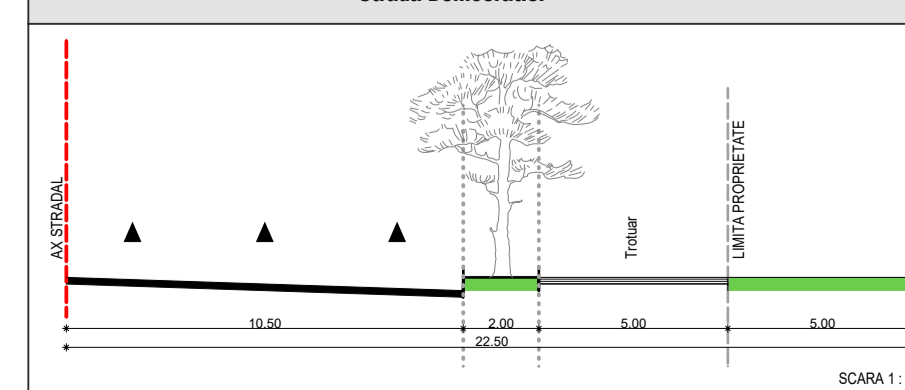 AX STRADAL
Trotuar
LIMITA PROPRIETATE
10.50
2.00
5.00
5.00
22.50
SCARA 1 :